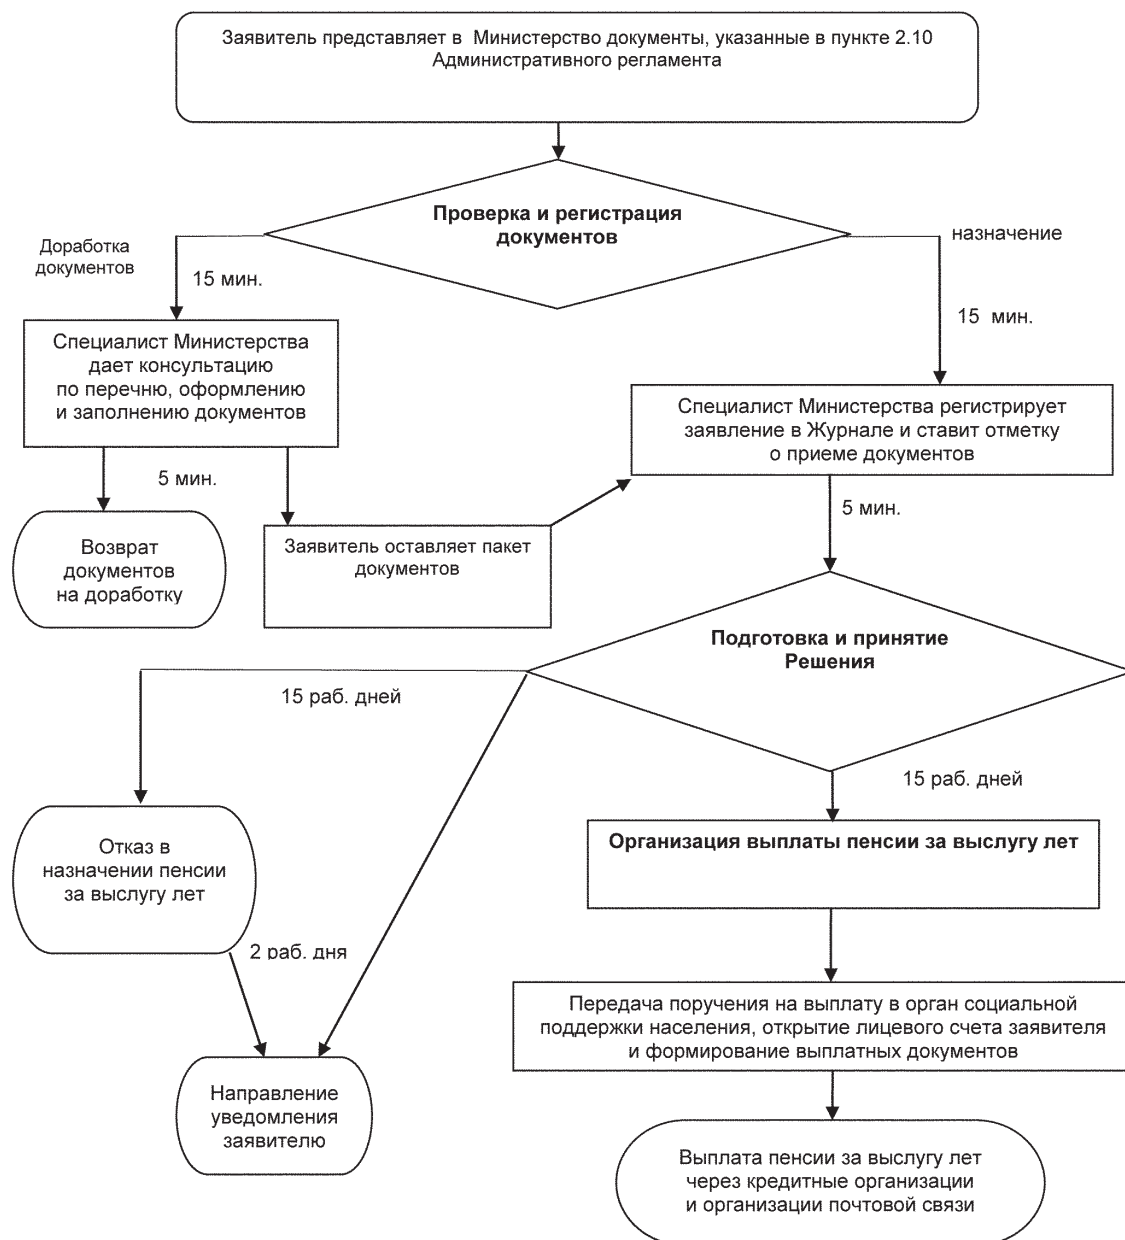 Заявитель представляет в Министерство документы, указанные в пункте 2.10
Административного регламента
Проверка и регистрация
документов
Доработка
документов
15 мин.
назначение
15 мин.
Специалист Министерства
дает консультацию
по перечню, оформлению
и заполнению документов
Специалист Министерства регистрирует
заявление в Журнале и ставит отметку
о приеме документов
5 мин.
5 мин.
Возврат
документов
на доработку
Заявитель оставляет пакет
документов
Подготовка и принятие
Решения
15 раб. дней
15 раб. дней
Отказ в
назначении пенсии
за выслугу лет
Организация выплаты пенсии за выслугу лет
2 раб. дня
Передача поручения на выплату в орган социальной
поддержки населения, открытие лицевого счета заявителя
и формирование выплатных документов
Направление
уведомления
заявителю
Выплата пенсии за выслугу лет
через кредитные организации
и организации почтовой связи